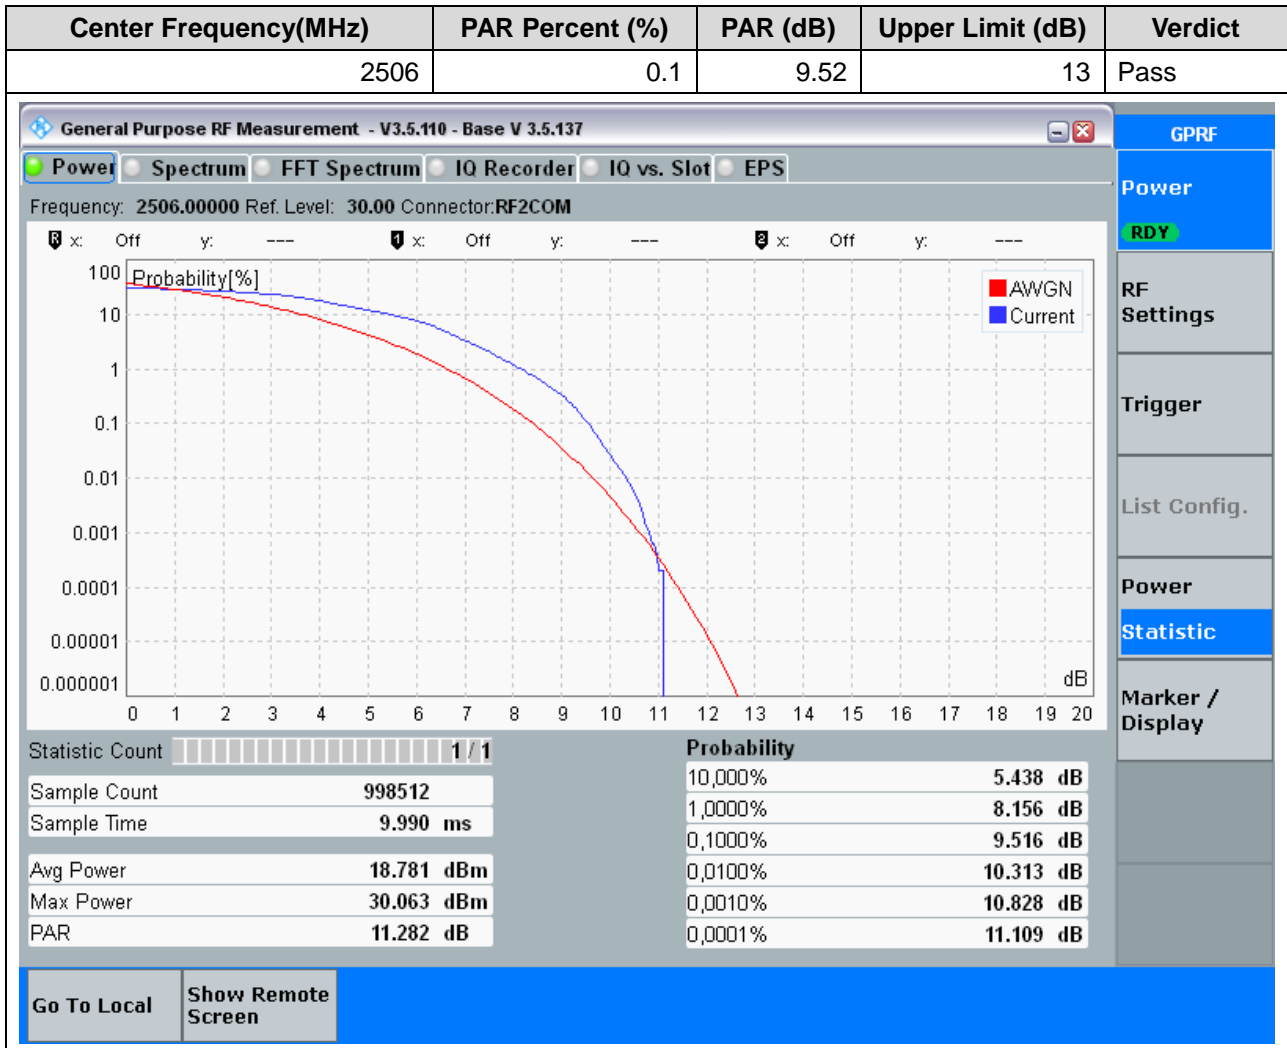 Center Frequency(MHz) PAR Percent (%) PAR (dB) Upper Limit (dB) Verdict
2506 0.1 9.52 13 Pass
General Purpose RF Measurement - V3.5.110 - Base V 3.5.137
GPRF
Power Spectrum FFT Spectrum IQ Recorder IQ vs. Slot EPS
Frequency: 2506.00000 Ref. Level: 30.00 Connector:RF2COM
R x: Off y: --- 1 x: Off y: --- 2 x: Off y: ---
Probability[%]
100
10
1
0.1
0.01
0.001
0.0001
0.00001
0.000001
AWGN
Current
dB
0 1 2 3 4 5 6 7 8 9 10 11 12 13 14 15 16 17 18 19 20
Statistic Count 1 / 1
Sample Count 998512
Sample Time 9.990 ms
Avg Power 18.781 dBm
Max Power 30.063 dBm
PAR 11.282 dB
Probability
10,000% 5.438 dB
1,0000% 8.156 dB
0,1000% 9.516 dB
0,0100% 10.313 dB
0,0010% 10.828 dB
0,0001% 11.109 dB
Power
RDY
RF
Settings
Trigger
List Config.
Power
Statistic
Marker /
Display
Go To Local
Show Remote
Screen